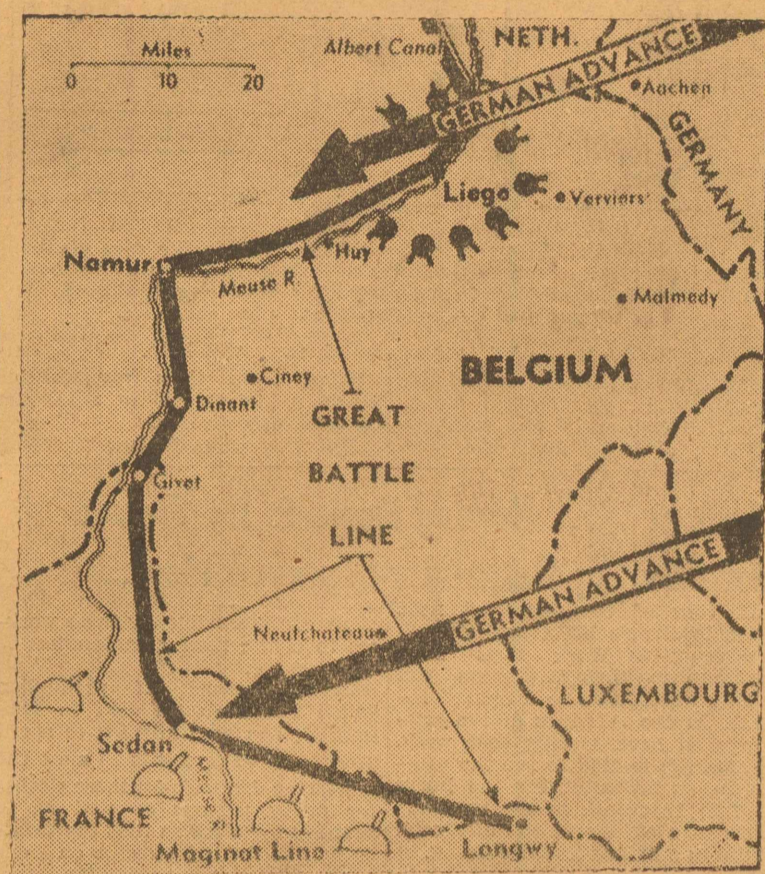 Miles
0 10 20
Albert Canal
NETH.
GERMAN ADVANCE
Aachen
GERMANY
Liege
Verviers
Namur
Huy
Meuse R.
Malmedy
Ciney
BELGIUM
Dinant
GREAT
BATTLE
LINE
Givet
GERMAN ADVANCE
Neufchateau
LUXEMBOURG
Sedan
MEUSE R.
FRANCE
Maginot Line
Longwy